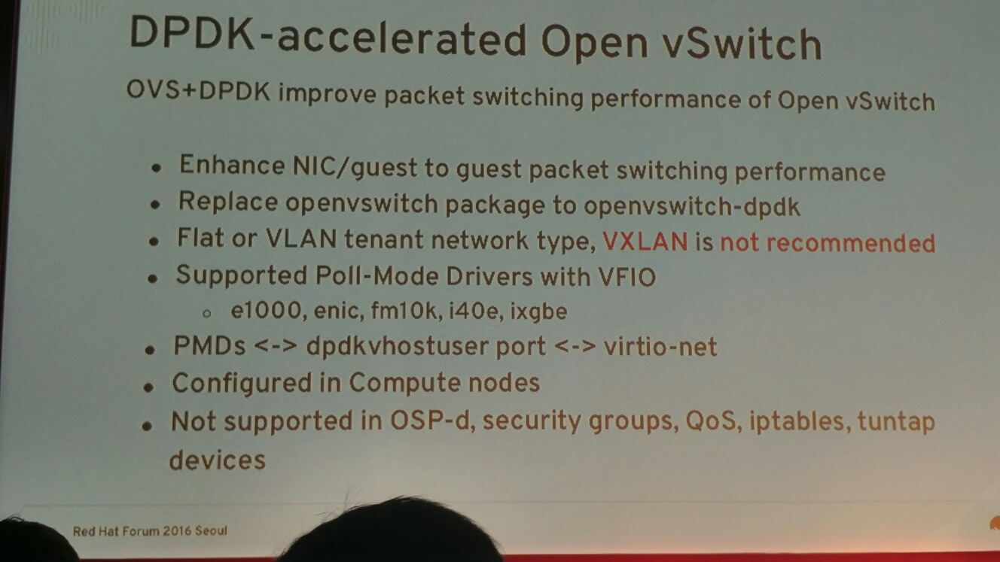 DPDK-accelerated Open vSwitch
OVS+DPDK improve packet switching performance of Open vSwitch
• Enhance NIC/guest to guest packet switching performance
• Replace openvswitch package to openvswitch-dpdk
• Flat or VLAN tenant network type, VXLAN is not recommended
• Supported Poll-Mode Drivers with VFIO
○ e1000, enic, fm10k, i40e, ixgbe
• PMDs <-> dpdkvhostuser port <-> virtio-net
• Configured in Compute nodes
• Not supported in OSP-d, security groups, QoS, iptables, tuntap
devices
Red Hat Forum 2016 Seoul